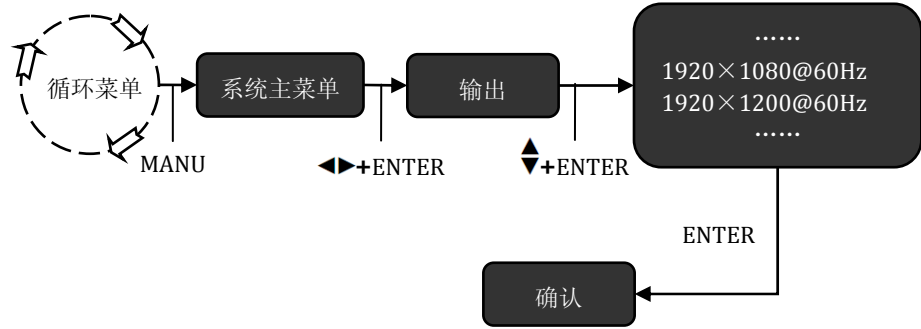 循环菜单
MANU
系统主菜单
◀▶+ENTER
输出
▲▼+ENTER
……
1920×1080@60Hz
1920×1200@60Hz
……
ENTER
确认